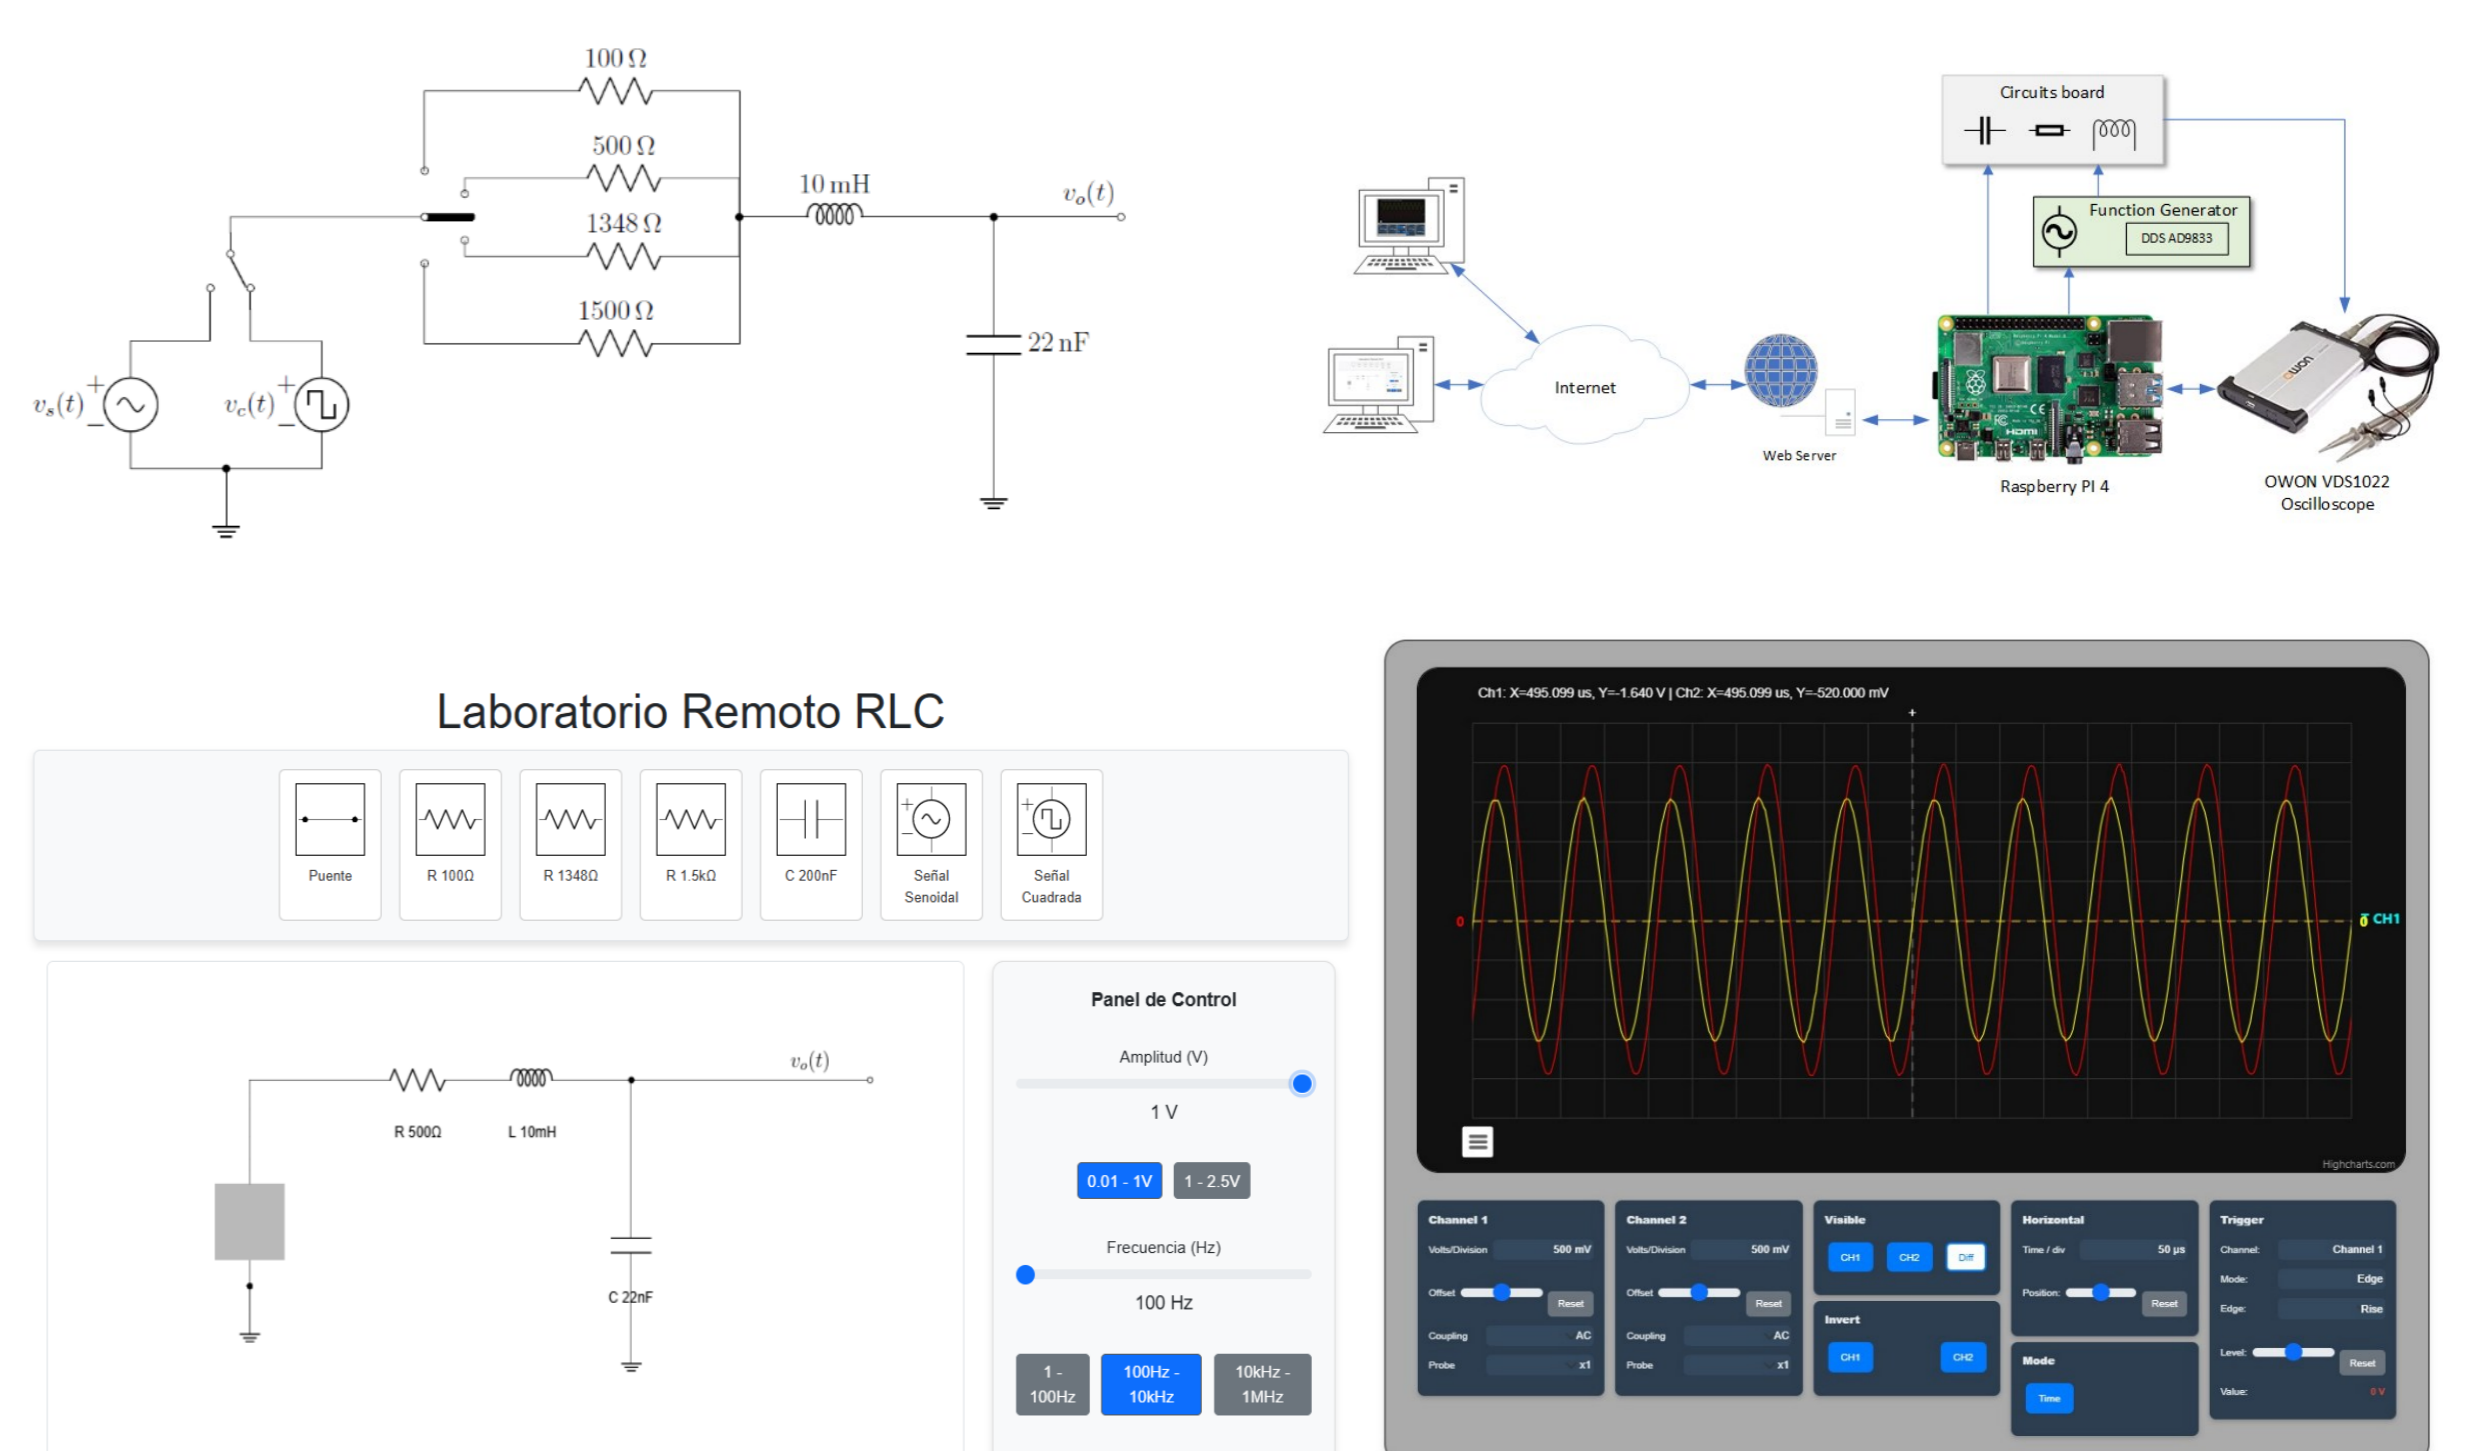 100 Ω
500 Ω
1348 Ω
1500 Ω
10 mH
v_o(t)
22 nF
v_s(t)
+
−
v_c(t)
+
−
Circuits board
Function Generator
DDS AD9833
Internet
Web Server
HDMI
Raspberry PI 4
owon
OWON VDS1022
Oscilloscope
Laboratorio Remoto RLC
Puente
R 100Ω
R 1348Ω
R 1.5kΩ
C 200nF
Señal
Senoidal
Señal
Cuadrada
v_o(t)
R 500Ω
L 10mH
C 22nF
Panel de Control
Amplitud (V)
1 V
0.01 - 1V
1 - 2.5V
Frecuencia (Hz)
100 Hz
1 -
100Hz
100Hz -
10kHz
10kHz -
1MHz
Ch1: X=495.099 us, Y=-1.640 V | Ch2: X=495.099 us, Y=-520.000 mV
0
0
T CH1
Highcharts.com
Channel 1
Volts/Division 500 mV
Offset Reset
Coupling AC
Probe x1
Channel 2
Volts/Division 500 mV
Offset Reset
Coupling AC
Probe x1
Visible
CH1 CH2 Diff
Invert
CH1 CH2
Horizontal
Time / div 50 μs
Position: Reset
Mode
Time
Trigger
Channel: Channel 1
Mode: Edge
Edge: Rise
Level: Reset
Value: 0 V